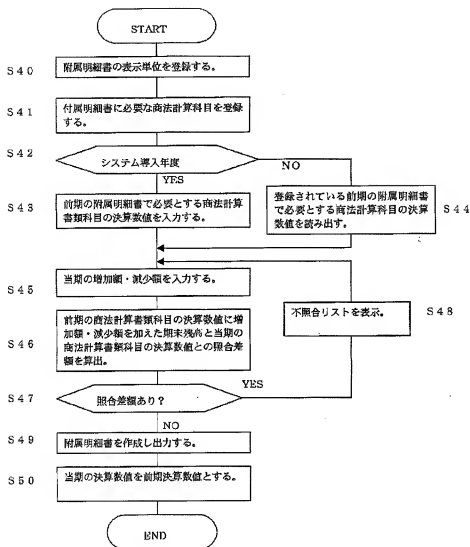 START
S40
附属明細書の表示単位を登録する。
S41
付属明細書に必要な商法計算科目を登録
する。
S42
システム導入年度
NO
YES
S43
前期の附属明細書で必要とする商法計算
書類科目の決算数値を入力する。
登録されている前期の附属明細書
で必要とする商法計算科目の決算
数値を読み出す。
S44
S45
当期の増加額・減少額を入力する。
S46
前期の商法計算書類科目の決算数値に増
加額・減少額を加えた期末残高と当期の
商法計算書類科目の決算数値との照合差
額を算出。
不照合リストを表示。
S48
S47
照合差額あり？
YES
NO
S49
附属明細書を作成し出力する。
S50
当期の決算数値を前期決算数値とする。
END